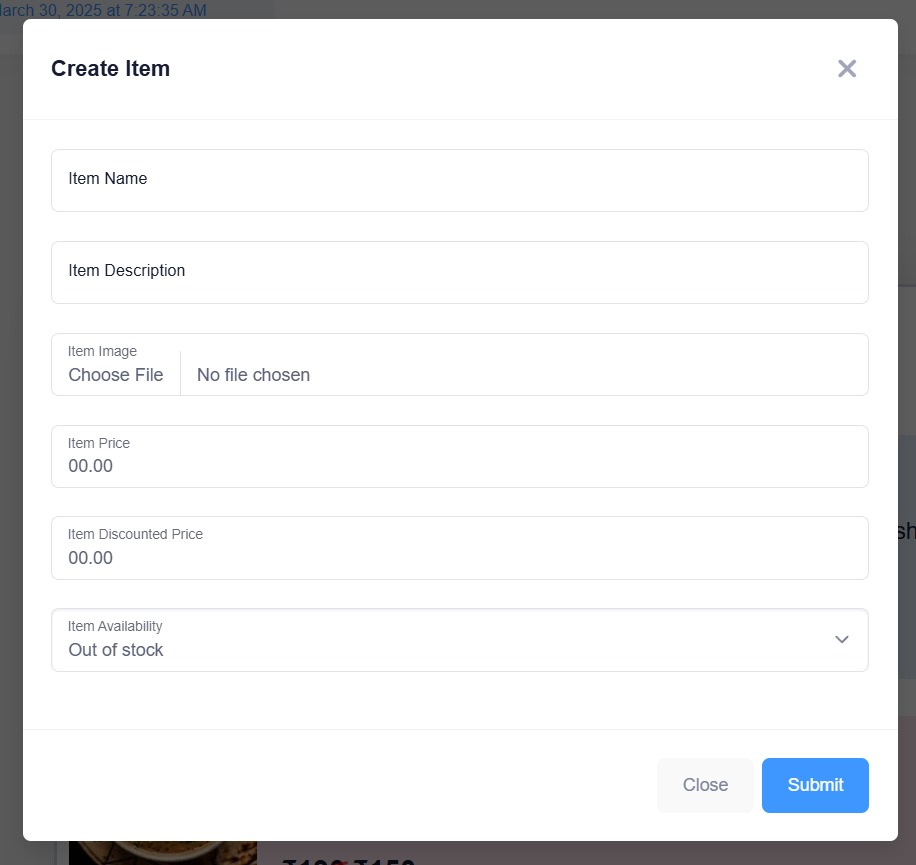 March 30, 2025 at 7:23:35 AM
Create Item
Item Name
Item Description
Item Image
Choose File
No file chosen
Item Price
00.00
Item Discounted Price
00.00
Item Availability
Out of stock
Close
Submit